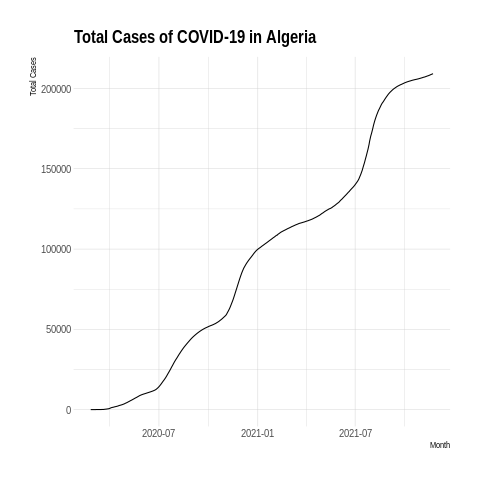 Total Cases of COVID-19 in Algeria
Total Cases
200000
150000
100000
50000
0
2020-07 2021-01 2021-07
Month